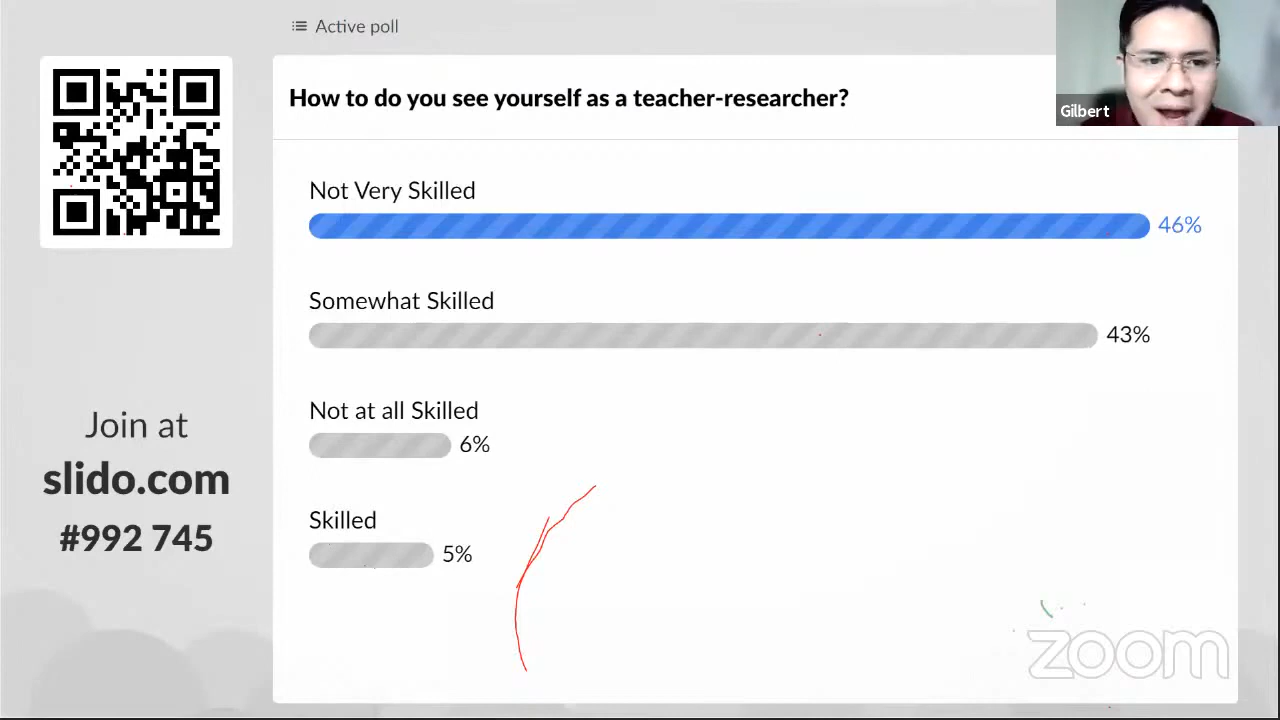 Active poll
How to do you see yourself as a teacher-researcher?
Gilbert
Not Very Skilled
46%
Somewhat Skilled
43%
Not at all Skilled
6%
Skilled
5%
Join at
slido.com
#992 745
zoom